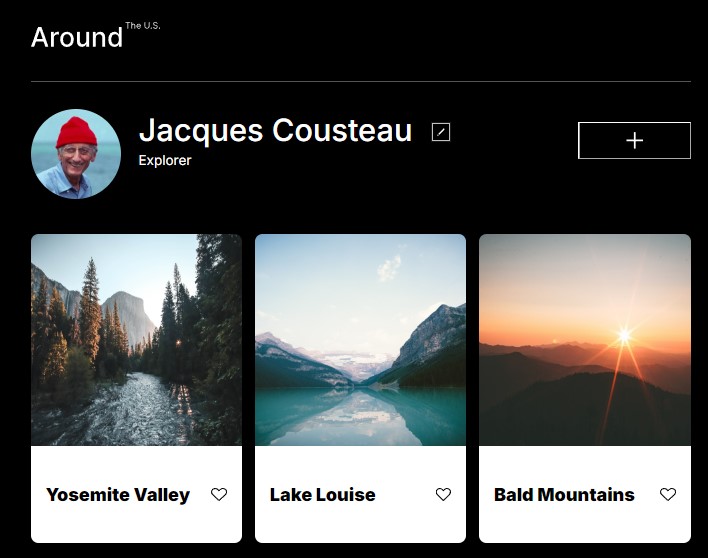 Around The U.S.
Jacques Cousteau
Explorer
Yosemite Valley
Lake Louise
Bald Mountains